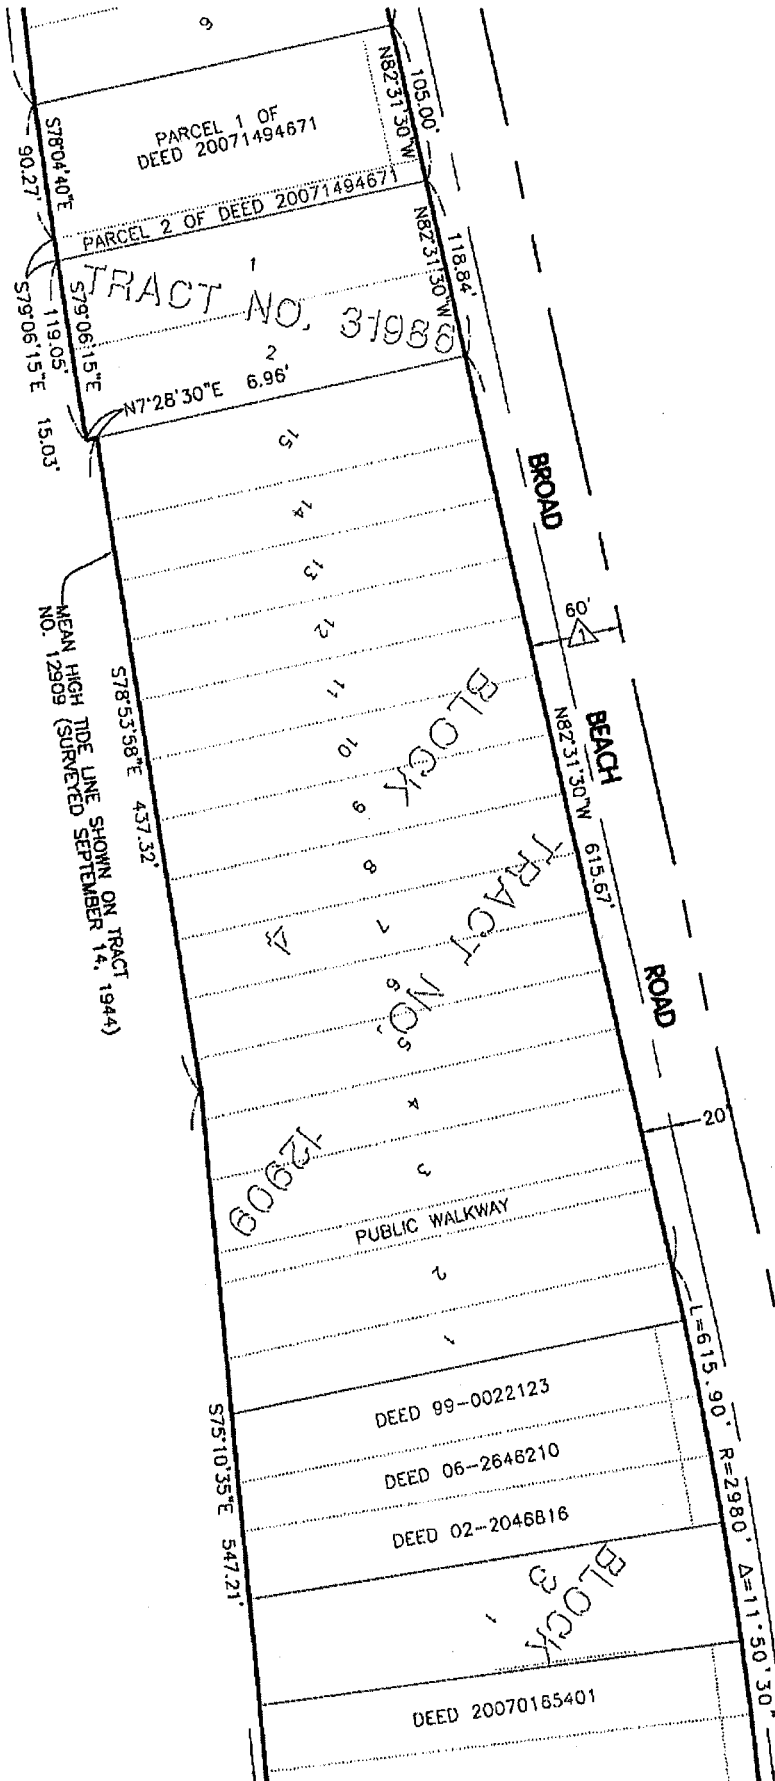 6
N82°31'30"W
105.00'
PARCEL 1 OF
DEED 20071494671
S78°04'40"E
90.27'
PARCEL 2 OF DEED 20071494671
N82°31'30"W
118.84'
1
TRACT NO. 31986
S79°06'15"E
119.05'
S79°06'15"E 15.03'
2
N7°28'30"E 6.96'
15
14
13
12
11
10
9
8
7
6
5
4
3
BROAD
BEACH
ROAD
60'
1
N82°31'30"W 615.67'
20'
MEAN HIGH TIDE LINE SHOWN ON TRACT
NO. 12909 (SURVEYED SEPTEMBER 14, 1944)
S78°53'58"E 437.32'
BLOCK
4
TRACT NO.
12909
PUBLIC WALKWAY
2
1
L=615.90' R=2980' Δ=11°50'30"
DEED 99-0022123
DEED 06-2646210
DEED 02-2046816
S75°10'35"E 547.21'
BLOCK
3
1
DEED 20070165401